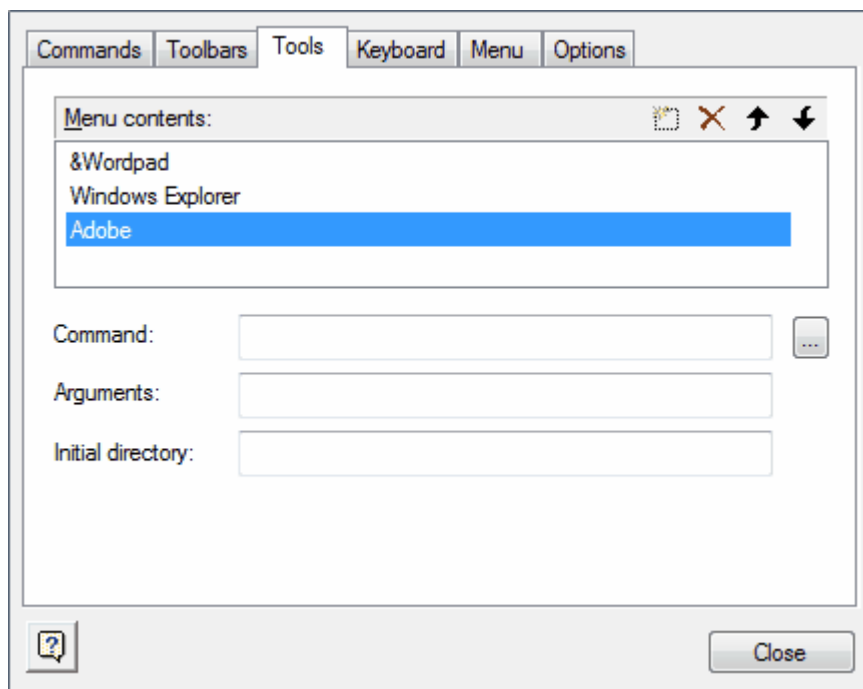 Commands Toolbars Tools Keyboard Menu Options
Menu contents:
&Wordpad
Windows Explorer
Adobe
Command: ...
Arguments:
Initial directory:
? Close